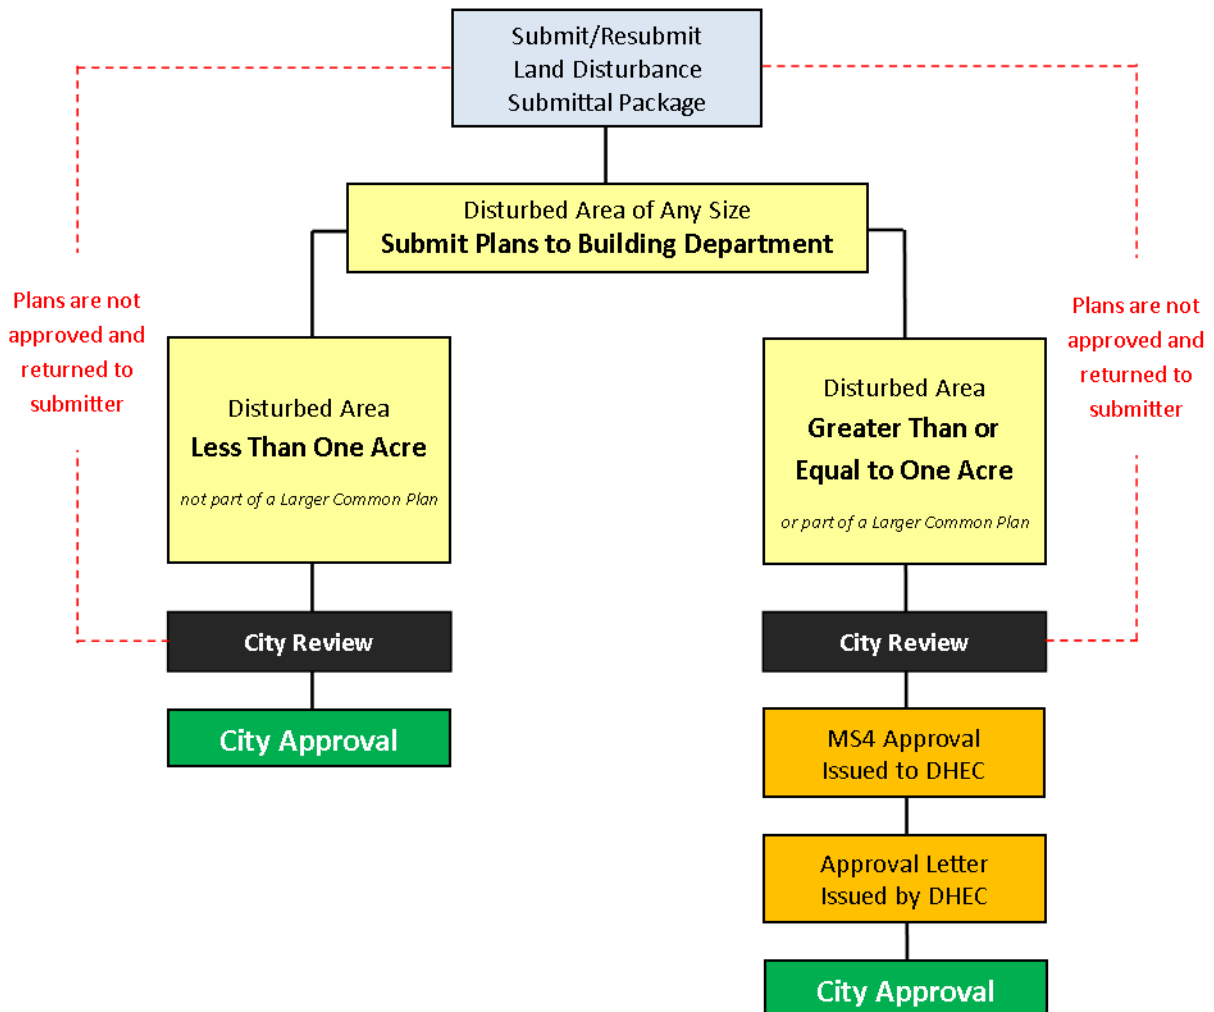 Submit/Resubmit
Land Disturbance
Submittal Package
Disturbed Area of Any Size
Submit Plans to Building Department
Plans are not
approved and
returned to
submitter
Plans are not
approved and
returned to
submitter
Disturbed Area
Less Than One Acre
not part of a Larger Common Plan
Disturbed Area
Greater Than or
Equal to One Acre
or part of a Larger Common Plan
City Review
City Review
City Approval
MS4 Approval
Issued to DHEC
Approval Letter
Issued by DHEC
City Approval